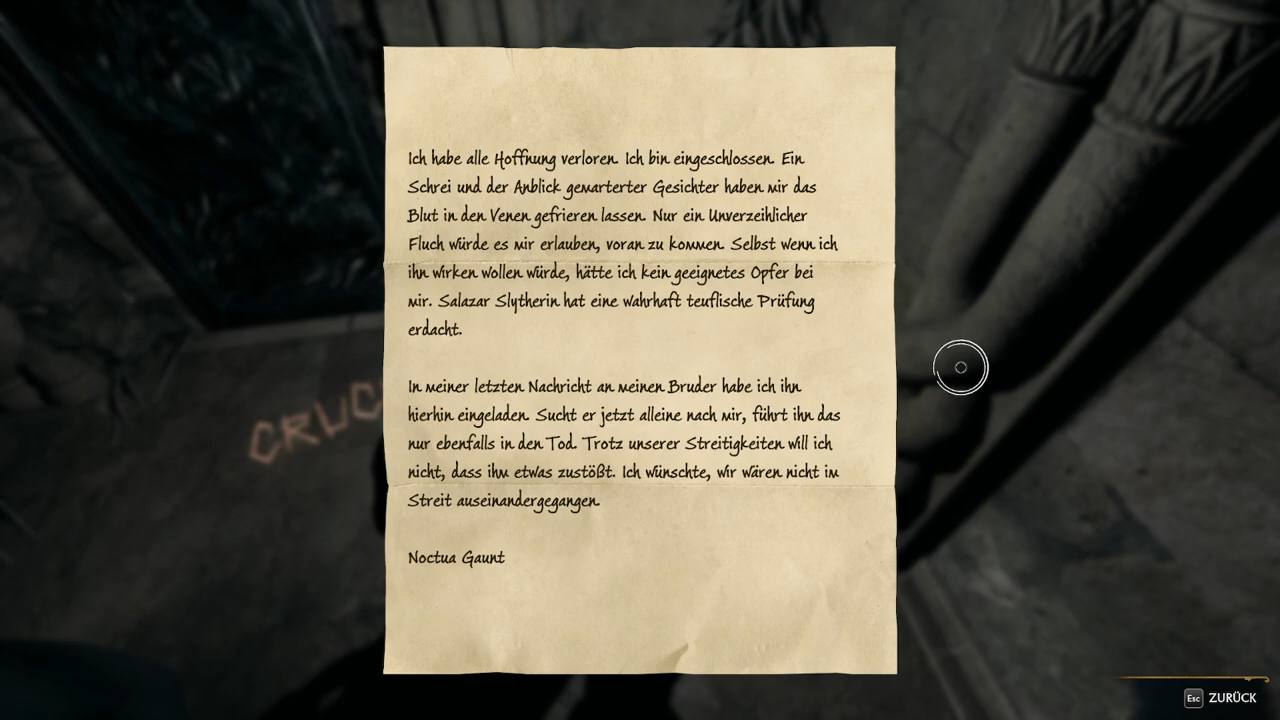 Ich habe alle Hoffnung verloren. Ich bin eingeschlossen. Ein
Schrei und der Anblick gemarterter Gesichter haben mir das
Blut in den Venen gefrieren lassen. Nur ein Unverzeihlicher
Fluch würde es mir erlauben, voran zu kommen. Selbst wenn ich
ihn wirken wollen würde, hätte ich kein geeignetes Opfer bei
mir. Salazar Slytherin hat eine wahrhaft teuflische Prüfung
erdacht.
In meiner letzten Nachricht an meinen Bruder habe ich ihn
hierhin eingeladen. Sucht er jetzt alleine nach mir, führt ihn das
nur ebenfalls in den Tod. Trotz unserer Streitigkeiten will ich
nicht, dass ihm etwas zustößt. Ich wünschte, wir wären nicht im
Streit auseinandergegangen.
Noctua Gaunt
CRUC
Esc ZURÜCK